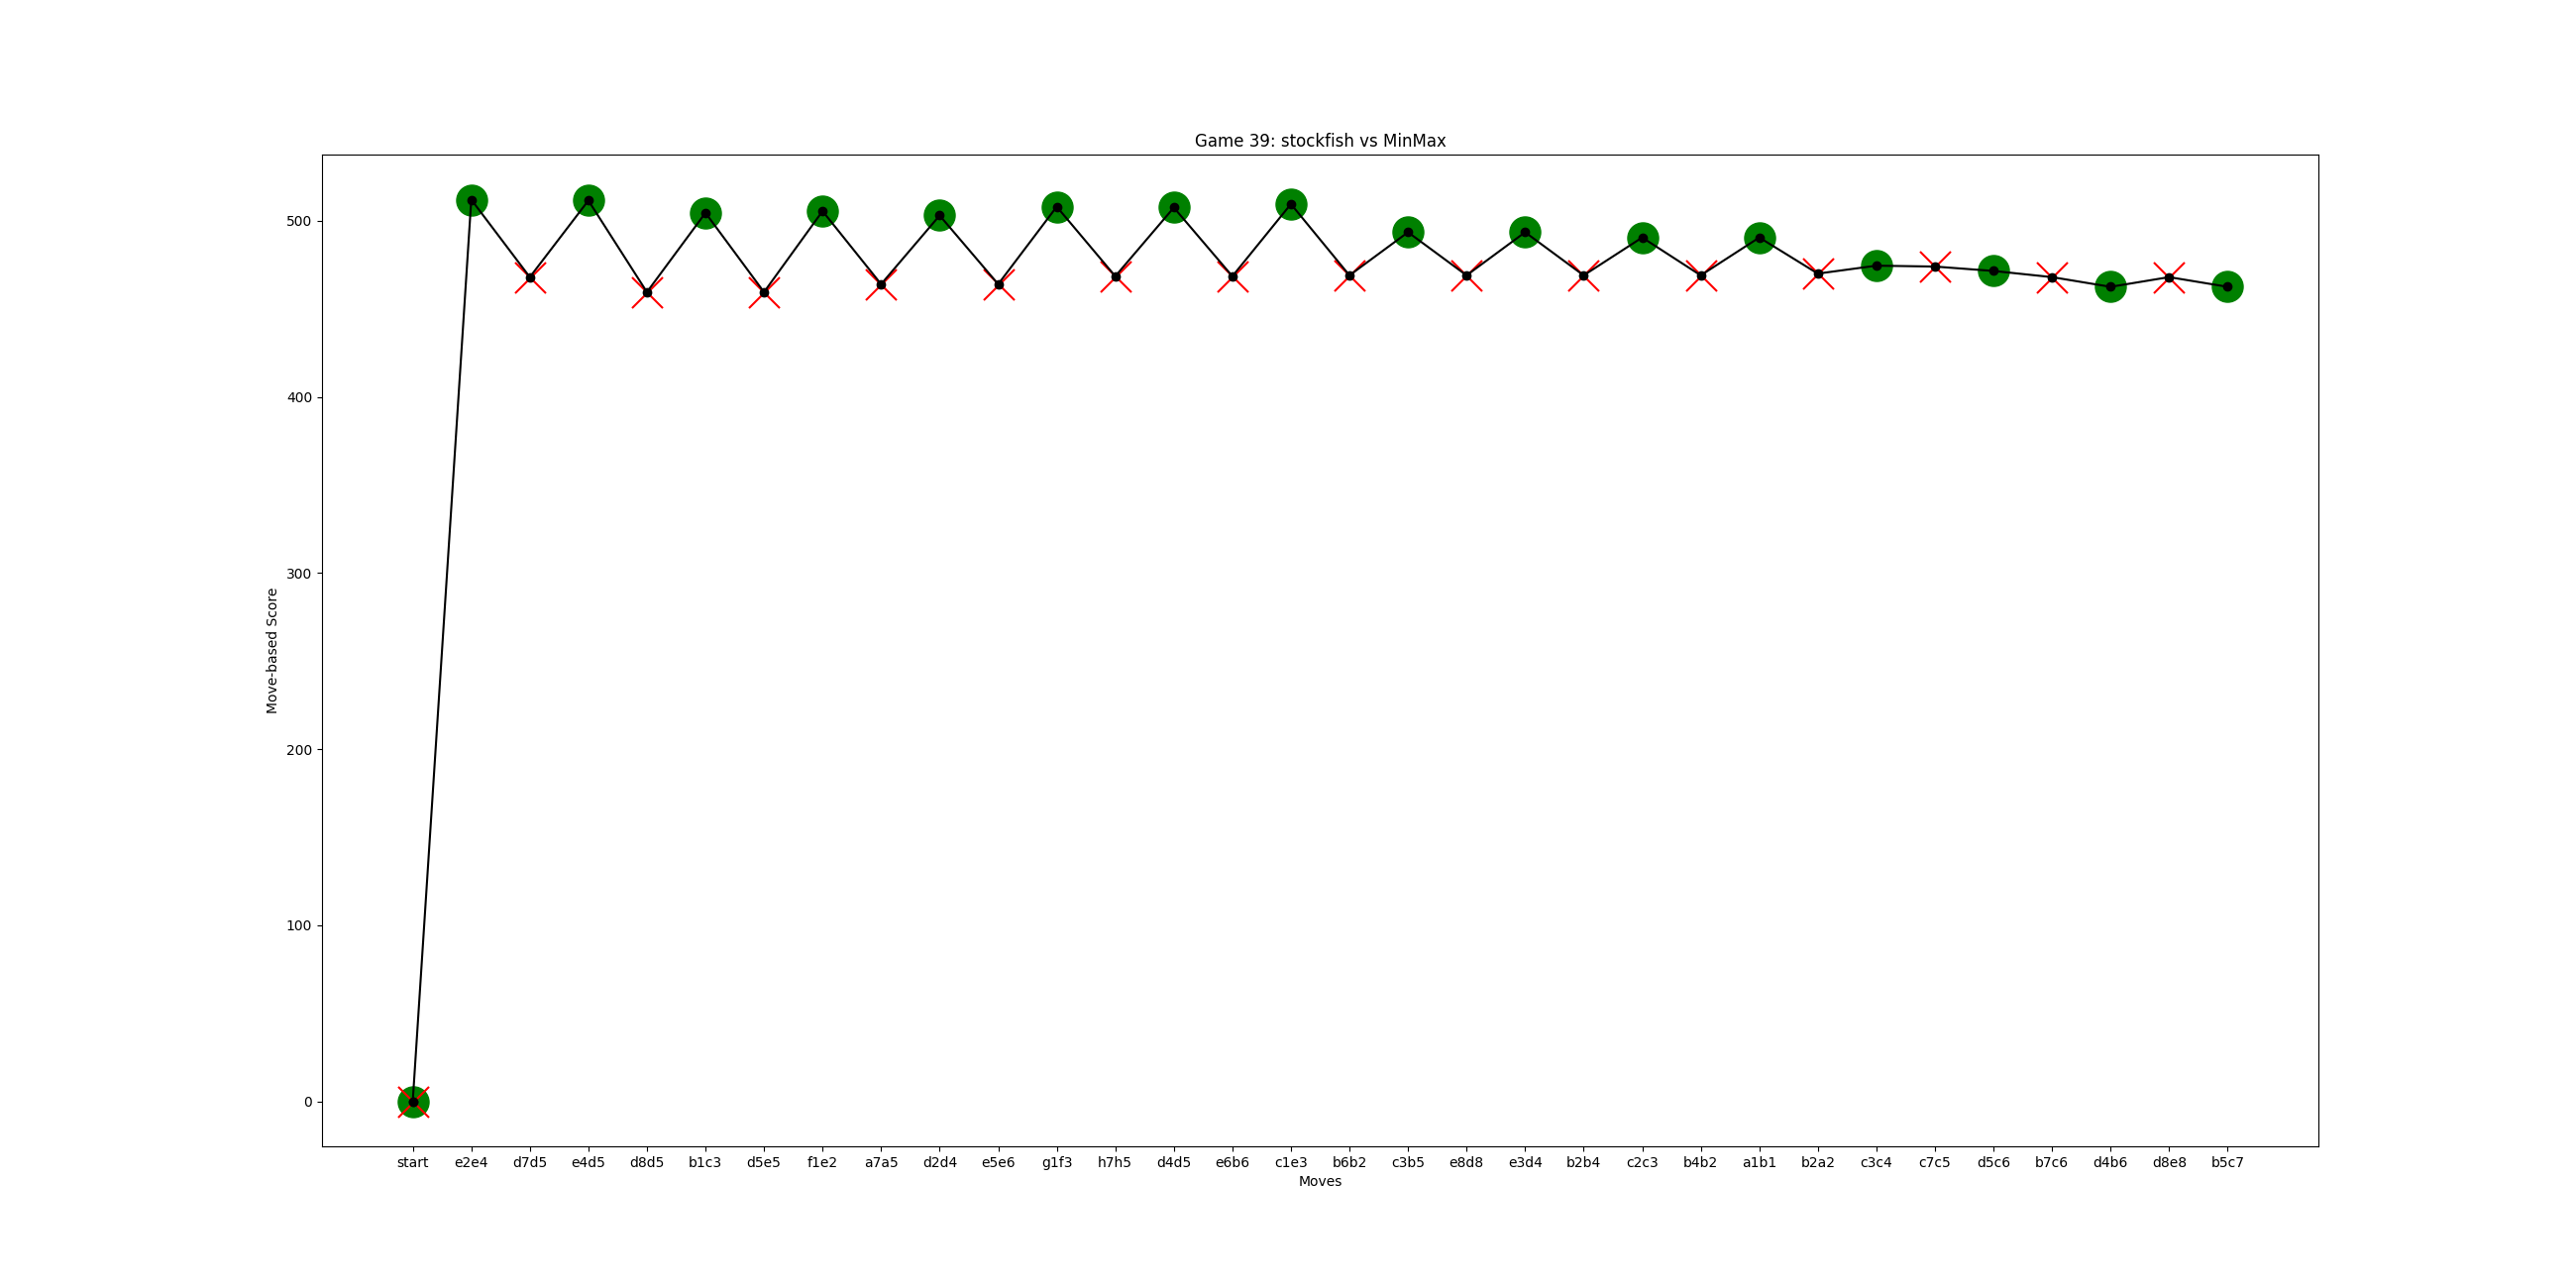 Game 39: stockfish vs MinMax
500
400
300
200
100
0
Move-based Score
start e2e4 d7d5 e4d5 d8d5 b1c3 d5e5 f1e2 a7a5 d2d4 e5e6 g1f3 h7h5 d4d5 e6b6 c1e3 b6b2 c3b5 e8d8 e3d4 b2b4 c2c3 b4b2 a1b1 b2a2 c3c4 c7c5 d5c6 b7c6 d4b6 d8e8 b5c7
Moves